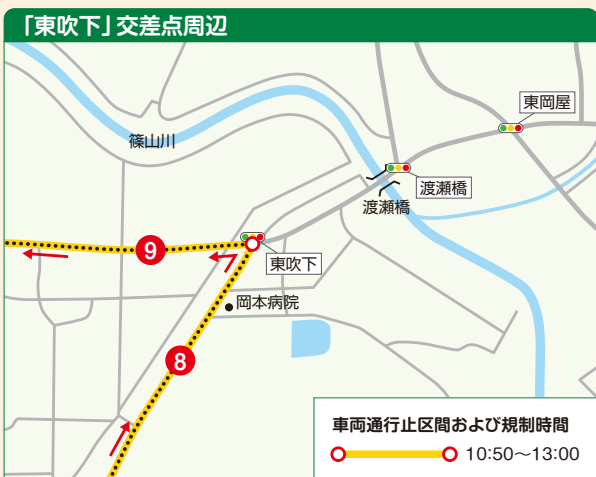 「東吹下」交差点周辺
東岡屋
篠山川
渡瀬橋
渡瀬橋
9
東吹下
岡本病院
8
車両通行止区間および規制時間
10:50～13:00